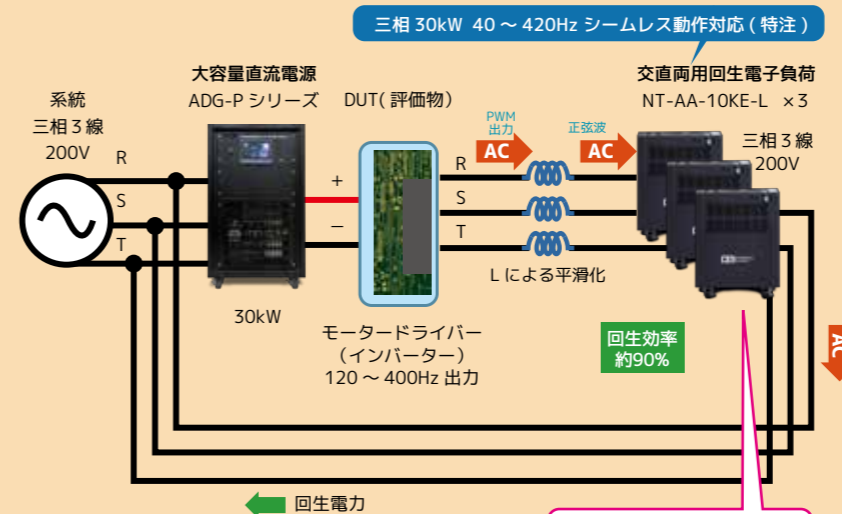 三相 30kW 40 ～ 420Hz シームレス動作対応 ( 特注 )
大容量直流電源
ADG-P シリーズ
交直両用回生電子負荷
NT-AA-10KE-L ×3
系統
三相３線
200V
DUT( 評価物）
PWM
出力
AC
正弦波
AC
三相３線
200V
R
S
T
+
−
R
S
T
L による平滑化
30kW
モータードライバー
（インバーター）
120 ～ 400Hz 出力
回生効率
約90%
AC
回生電力